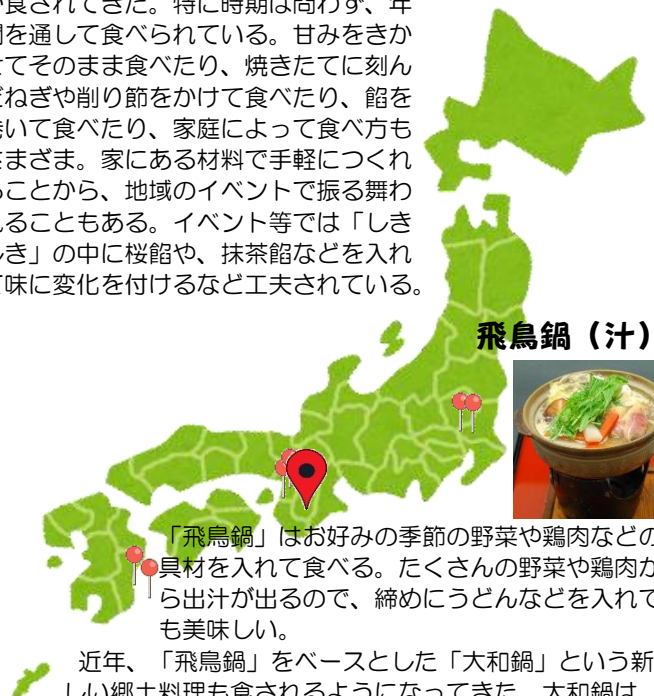 が食されてきた。特に時期は問わず、年
間を通して食べられている。甘みをきか
せてそのまま食べたり、焼きたてに刻ん
だねぎや削り節をかけて食べたり、餡を
巻いて食べたり、家庭によって食べ方も
さまざま。家にある材料で手軽につくれ
ることから、地域のイベントで振る舞わ
れることもある。イベント等では「しき
しき」の中に桜餡や、抹茶餡などを入れ
て味に変化を付けるなど工夫されている。
飛鳥鍋（汁）
「飛鳥鍋」はお好みの季節の野菜や鶏肉などの
具材を入れて食べる。たくさんの野菜や鶏肉か
ら出汁が出るので、締めにうどんなどを入れて
も美味しい。
近年、「飛鳥鍋」をベースとした「大和鍋」という新
しい郷土料理も食されるようになってきた。大和鍋は、